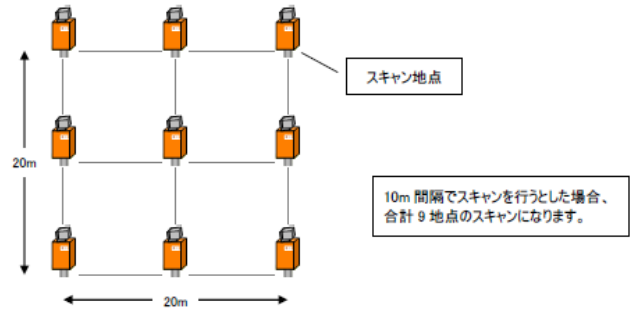 スキャン地点
20m
10m 間隔でスキャンを行うとした場合、
合計 9 地点のスキャンになります。
20m